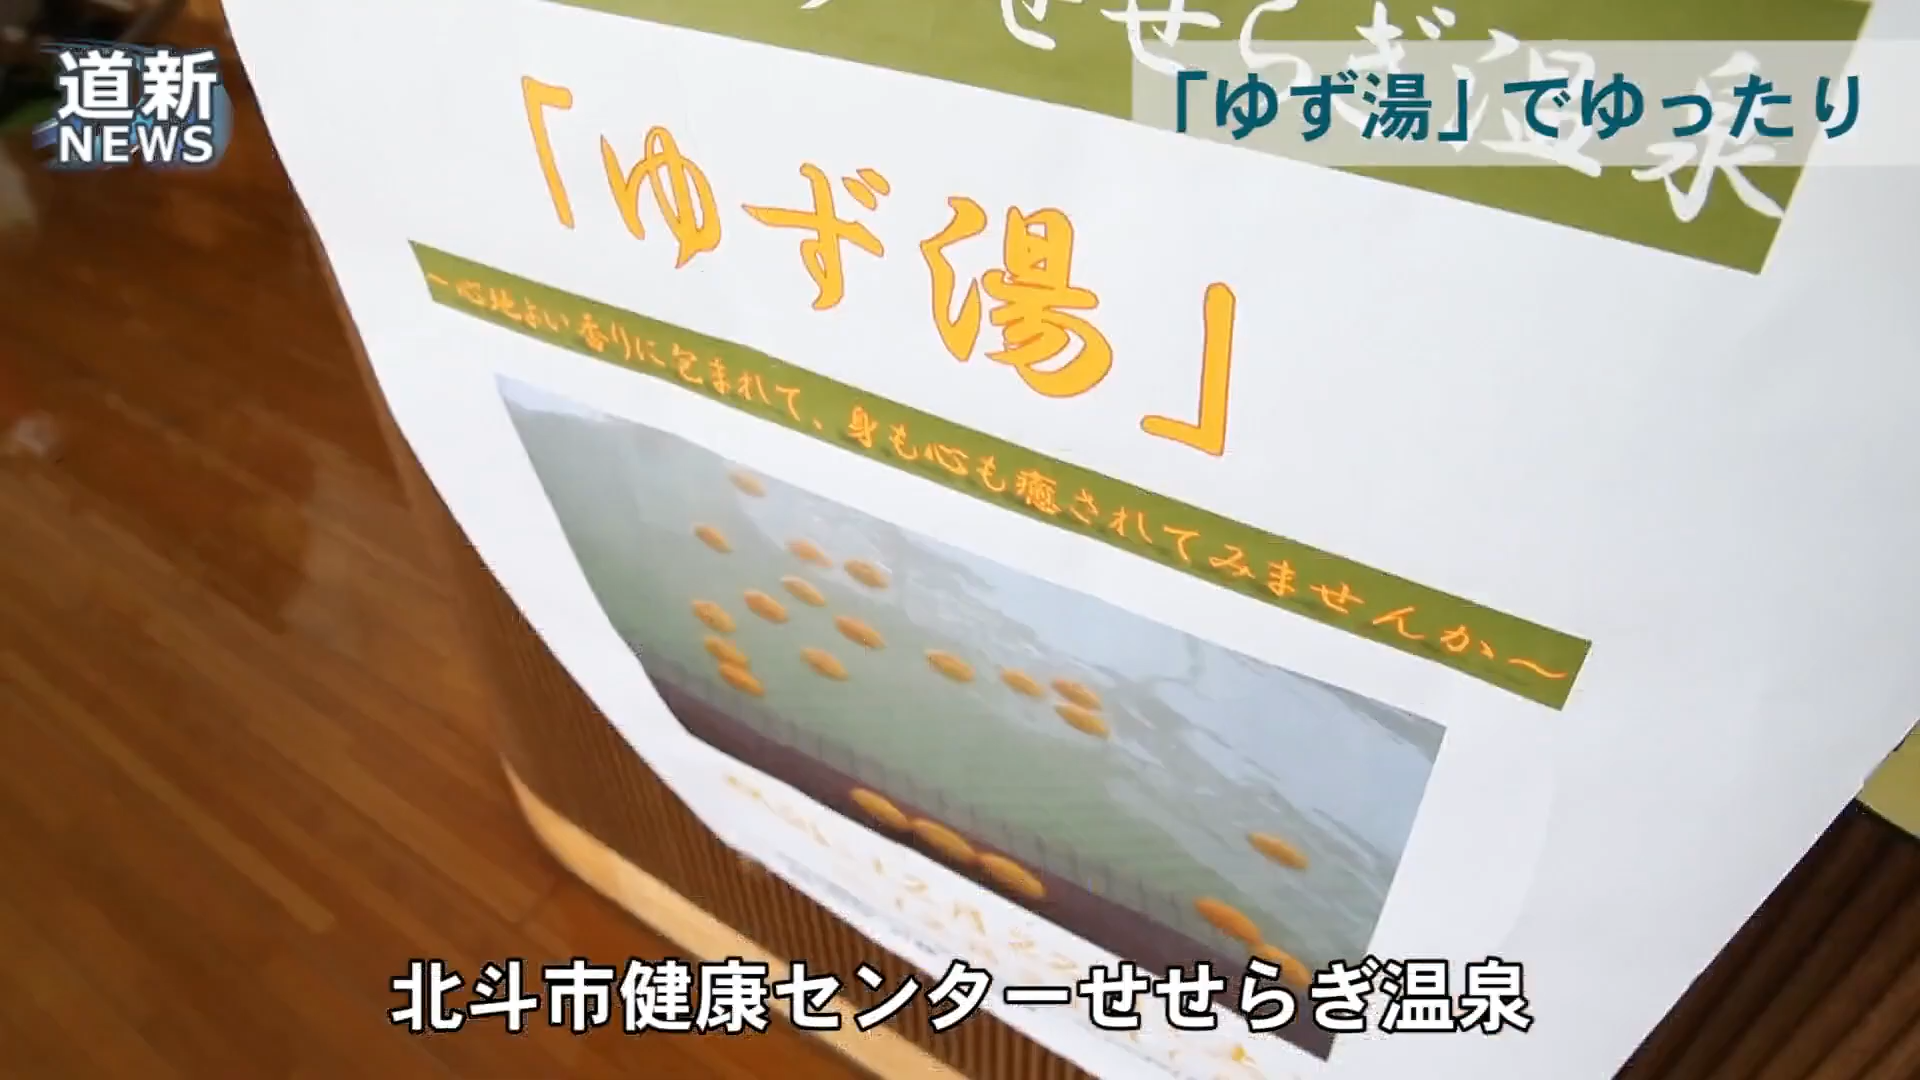 道新
NEWS
「ゆず湯」でゆったり
せせらぎ温泉
「ゆず湯」
～心地よい香りに包まれて、身も心も癒されてみませんか～
北斗市健康センターせせらぎ温泉